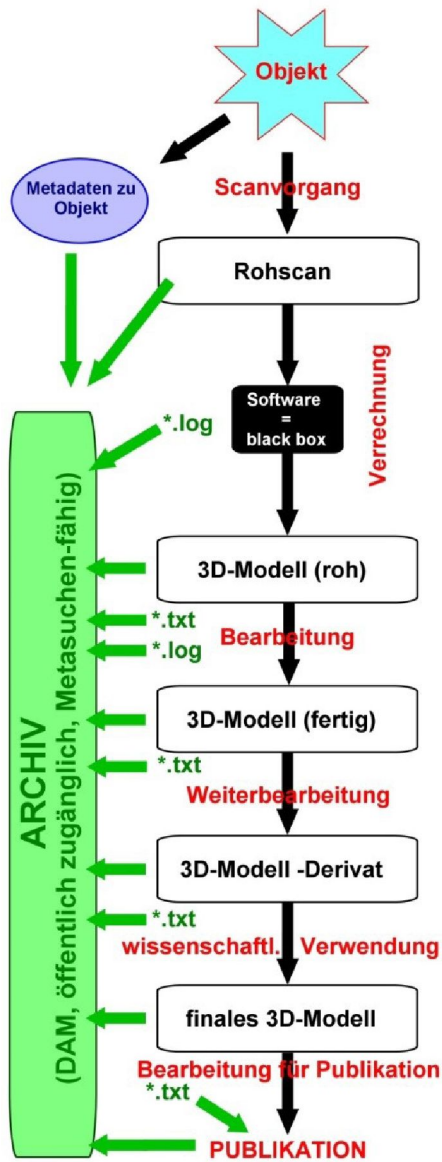 Objekt
Metadaten zu
Objekt
Scanvorgang
Rohscan
Software
=
black box
Verrechnung
*.log
3D-Modell (roh)
*.txt
Bearbeitung
*.log
3D-Modell (fertig)
*.txt
Weiterbearbeitung
3D-Modell -Derivat
*.txt
wissenschaftl. Verwendung
finales 3D-Modell
Bearbeitung für Publikation
*.txt
PUBLIKATION
ARCHIV
(DAM, öffentlich zugänglich, Metasuchen-fähig)